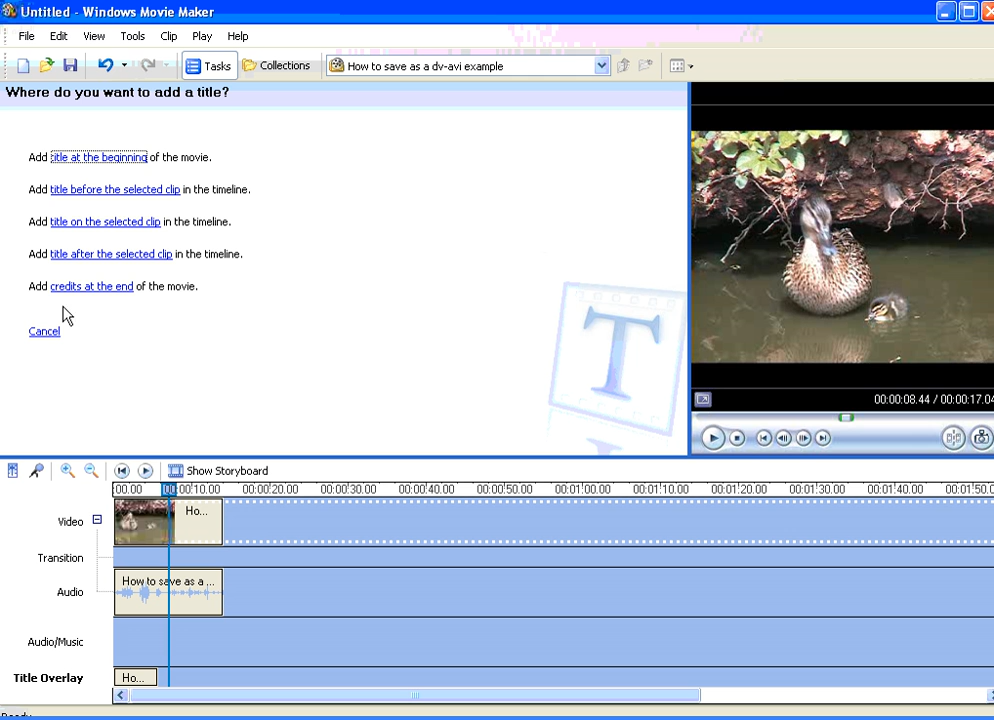 Untitled - Windows Movie Maker
File Edit View Tools Clip Play Help
Tasks Collections How to save as a dv-avi example
Where do you want to add a title?
Add title at the beginning of the movie.
Add title before the selected clip in the timeline.
Add title on the selected clip in the timeline.
Add title after the selected clip in the timeline.
Add credits at the end of the movie.
Cancel
T
00:00:08.44 / 00:00:17.04
Show Storyboard
00.00 00:00:10.00 00:00:20.00 00:00:30.00 00:00:40.00 00:00:50.00 00:01:00.00 00:01:10.00 00:01:20.00 00:01:30.00 00:01:40.00 00:01:50.0
Video Ho...
Transition
How to save as a ...
Audio
Audio/Music
Title Overlay Ho...